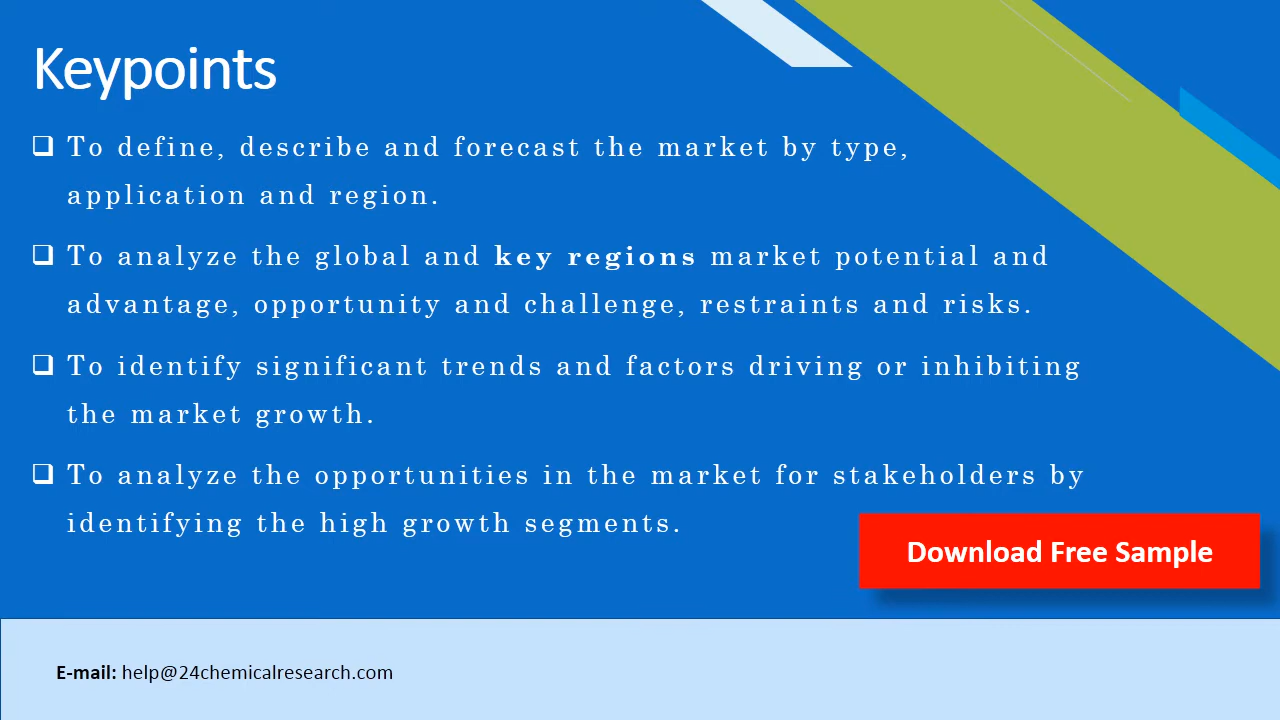 Keypoints
❑ To define, describe and forecast the market by type,
application and region.
❑ To analyze the global and key regions market potential and
advantage, opportunity and challenge, restraints and risks.
❑ To identify significant trends and factors driving or inhibiting
the market growth.
❑ To analyze the opportunities in the market for stakeholders by
identifying the high growth segments.
Download Free Sample
E-mail: help@24chemicalresearch.com